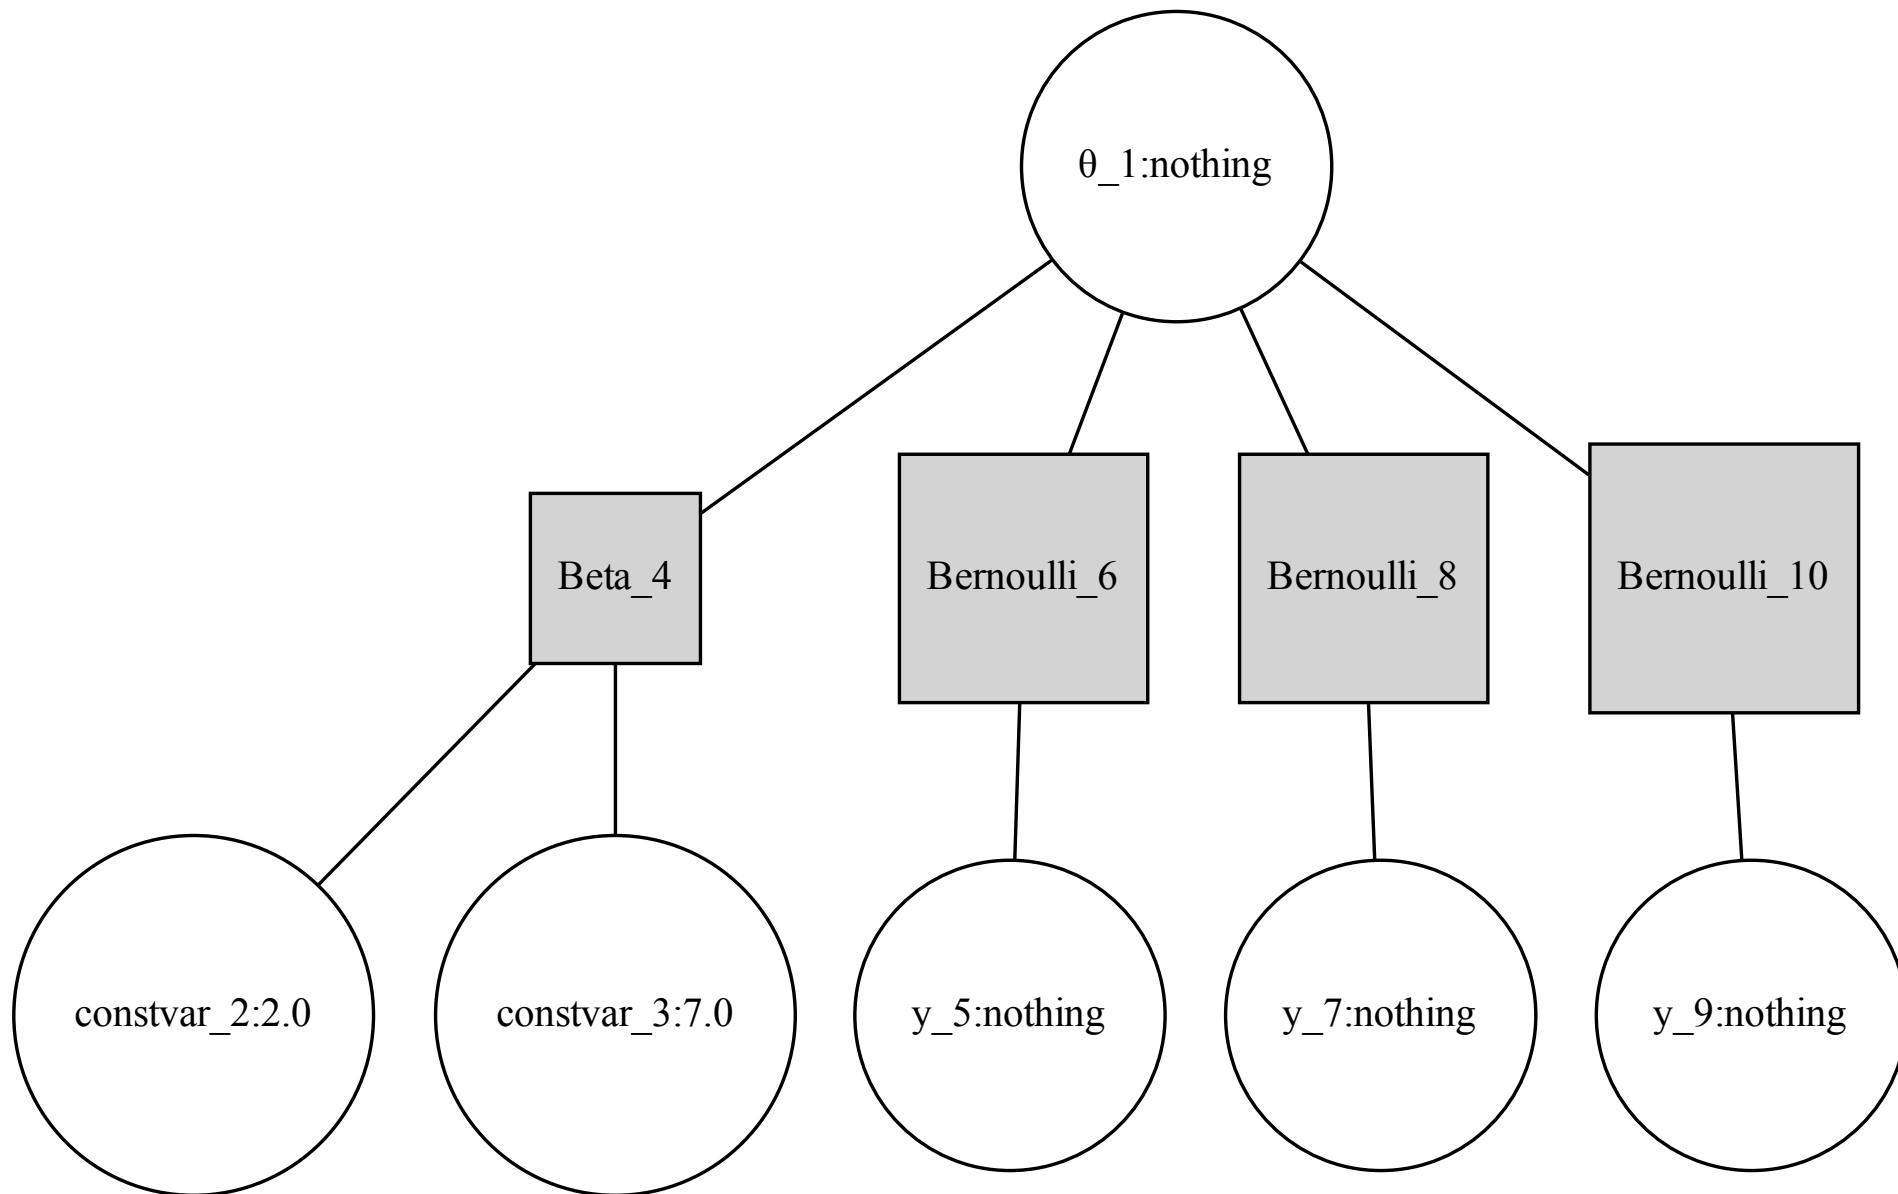 θ_1:nothing
Beta_4
Bernoulli_6
Bernoulli_8
Bernoulli_10
constvar_2:2.0
constvar_3:7.0
y_5:nothing
y_7:nothing
y_9:nothing